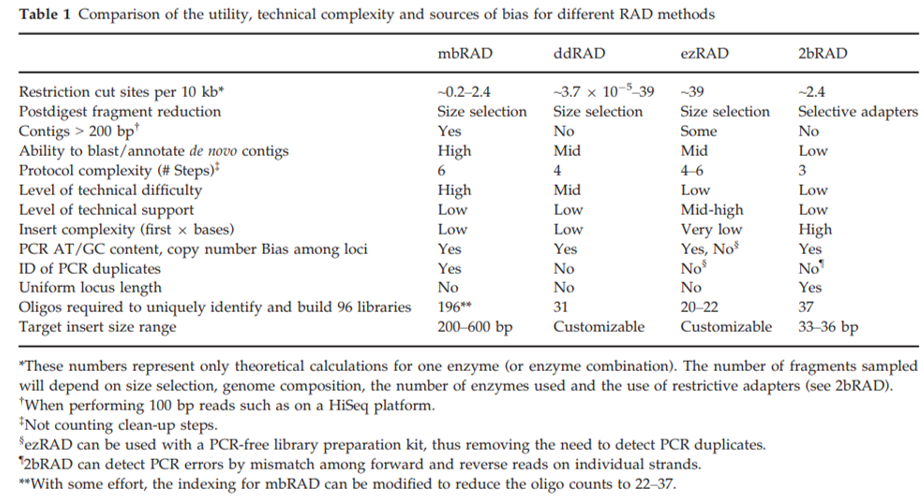 Table 1 Comparison of the utility, technical complexity and sources of bias for different RAD methods
mbRAD ddRAD ezRAD 2bRAD
Restriction cut sites per 10 kb* ~0.2–2.4 ~3.7 × 10⁻⁵–39 ~39 ~2.4
Postdigest fragment reduction Size selection Size selection Size selection Selective adapters
Contigs > 200 bp† Yes No Some No
Ability to blast/annotate de novo contigs High Mid Mid Low
Protocol complexity (# Steps)‡ 6 4 4–6 3
Level of technical difficulty High Mid Low Low
Level of technical support Low Low Mid-high Low
Insert complexity (first × bases) Low Low Very low High
PCR AT/GC content, copy number Bias among loci Yes Yes Yes, No§ Yes
ID of PCR duplicates Yes No No§ No¶
Uniform locus length No No No Yes
Oligos required to uniquely identify and build 96 libraries 196** 31 20–22 37
Target insert size range 200–600 bp Customizable Customizable 33–36 bp
*These numbers represent only theoretical calculations for one enzyme (or enzyme combination). The number of fragments sampled
will depend on size selection, genome composition, the number of enzymes used and the use of restrictive adapters (see 2bRAD).
†When performing 100 bp reads such as on a HiSeq platform.
‡Not counting clean-up steps.
§ezRAD can be used with a PCR-free library preparation kit, thus removing the need to detect PCR duplicates.
¶2bRAD can detect PCR errors by mismatch among forward and reverse reads on individual strands.
**With some effort, the indexing for mbRAD can be modified to reduce the oligo counts to 22–37.